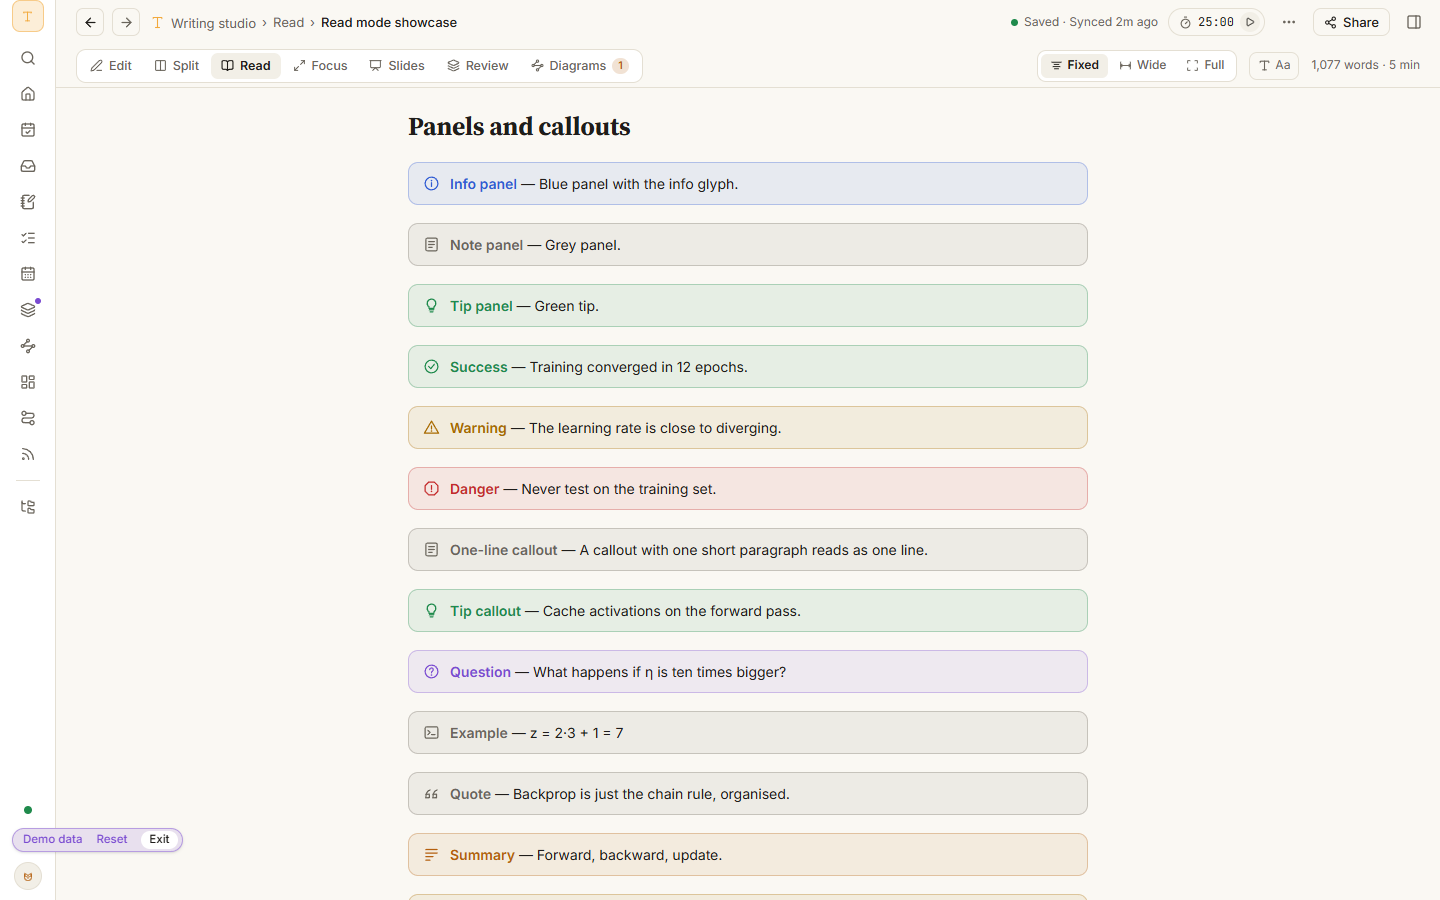 T
T Writing studio › Read › Read mode showcase
Saved · Synced 2m ago
25:00
Share
Edit Split Read Focus Slides Review Diagrams 1
Fixed Wide Full
Aa
1,077 words · 5 min
Panels and callouts
Info panel — Blue panel with the info glyph.
Note panel — Grey panel.
Tip panel — Green tip.
Success — Training converged in 12 epochs.
Warning — The learning rate is close to diverging.
Danger — Never test on the training set.
One-line callout — A callout with one short paragraph reads as one line.
Tip callout — Cache activations on the forward pass.
Question — What happens if η is ten times bigger?
Example — z = 2·3 + 1 = 7
Quote — Backprop is just the chain rule, organised.
Summary — Forward, backward, update.
Demo data Reset Exit